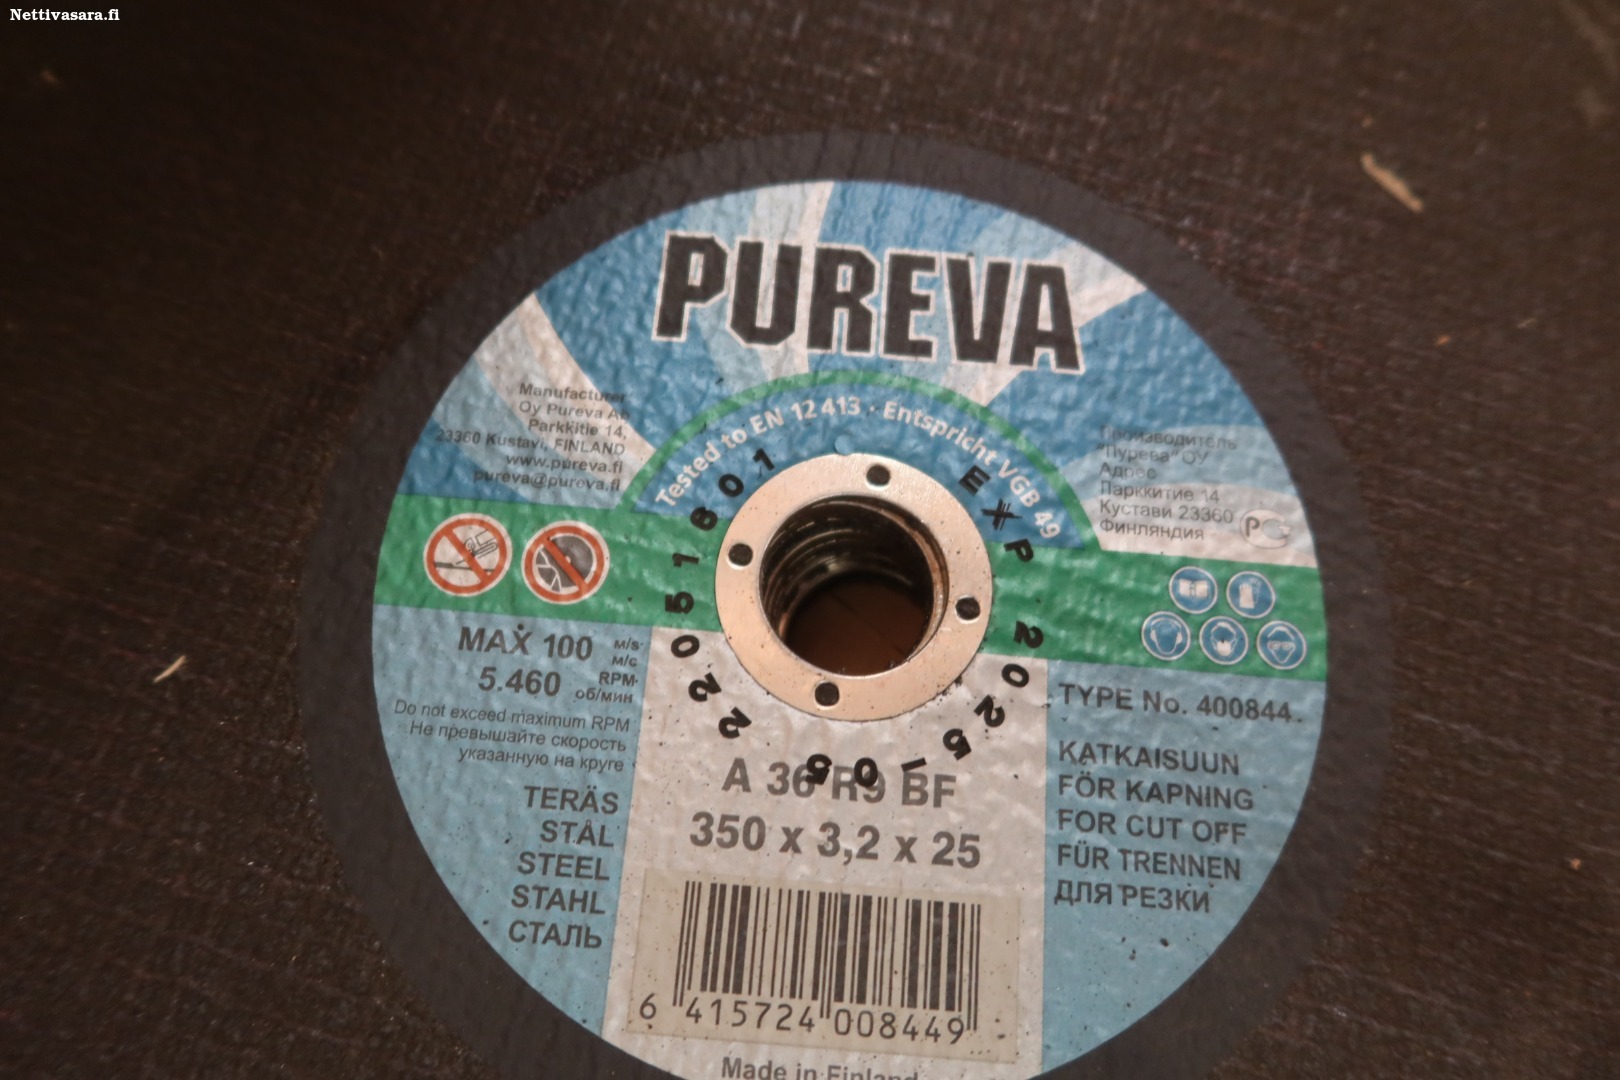 Nettivasara.fi
PUREVA
Manufacturer
Oy Pureva Ab
Parkkitie 14,
23360 Kustavi, FINLAND
www.pureva.fi
pureva@pureva.fi
Tested to EN 12 413 · Entspricht VGB 49
Производитель
"Пурева" ОУ
Адрес
Парккитие 14
Кустави 23360
Финляндия
EXP 2025-05
22051601
MAX 100 м/s
м/с
5.460 RPM
об/мин
Do not exceed maximum RPM
Не превышайте скорость
указанную на круге
TERÄS
STÅL
STEEL
STAHL
СТАЛЬ
A 36 R9 BF
350 x 3,2 x 25
TYPE No. 400844
KATKAISUUN
FÖR KAPNING
FOR CUT OFF
FÜR TRENNEN
ДЛЯ РЕЗКИ
6 415724 008449
Made in Finland